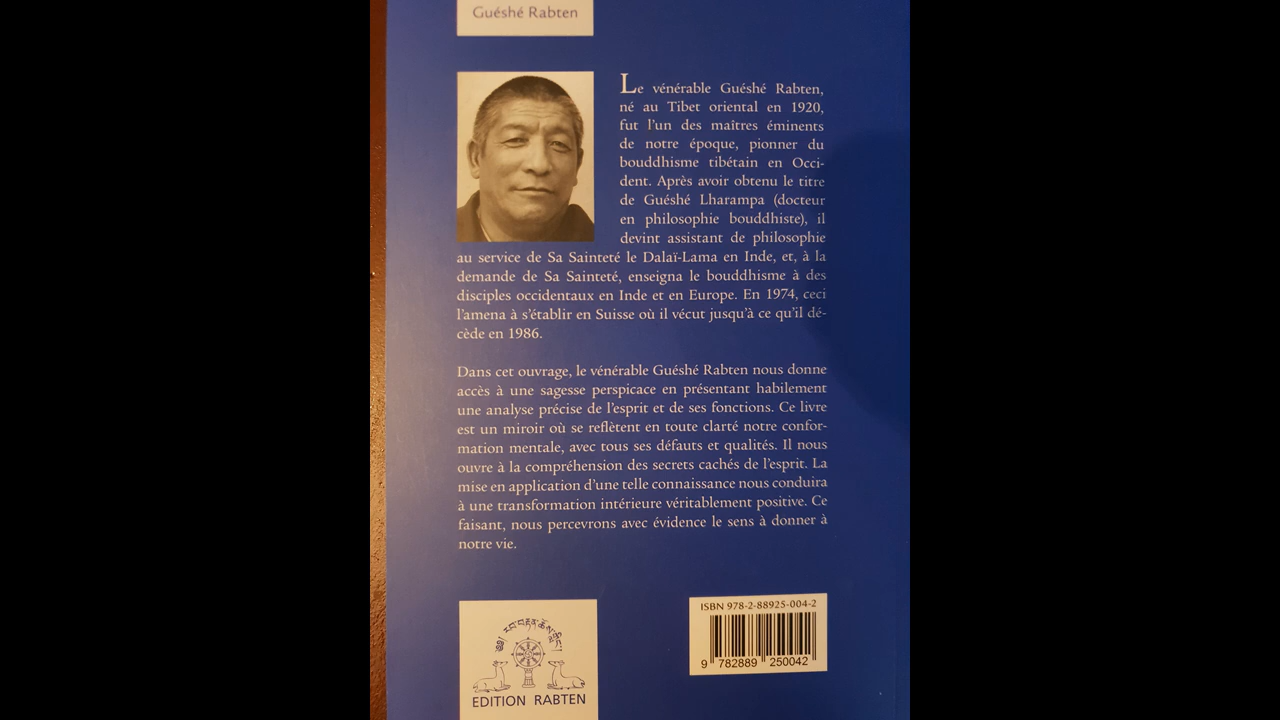 Guéshé Rabten
Le vénérable Guéshé Rabten,
né au Tibet oriental en 1920,
fut l'un des maîtres éminents
de notre époque, pionner du
bouddhisme tibétain en Occi-
dent. Après avoir obtenu le titre
de Guéshé Lharampa (docteur
en philosophie bouddhiste), il
devint assistant de philosophie
au service de Sa Sainteté le Dalaï-Lama en Inde, et, à la
demande de Sa Sainteté, enseigna le bouddhisme à des
disciples occidentaux en Inde et en Europe. En 1974, ceci
l'amena à s'établir en Suisse où il vécut jusqu'à ce qu'il dé-
cède en 1986.
Dans cet ouvrage, le vénérable Guéshé Rabten nous donne
accès à une sagesse perspicace en présentant habilement
une analyse précise de l'esprit et de ses fonctions. Ce livre
est un miroir où se reflètent en toute clarté notre confor-
mation mentale, avec tous ses défauts et qualités. Il nous
ouvre à la compréhension des secrets cachés de l'esprit. La
mise en application d'une telle connaissance nous conduira
à une transformation intérieure véritablement positive. Ce
faisant, nous percevrons avec évidence le sens à donner à
notre vie.
EDITION RABTEN
ISBN 978-2-88925-004-2
9 782889 250042